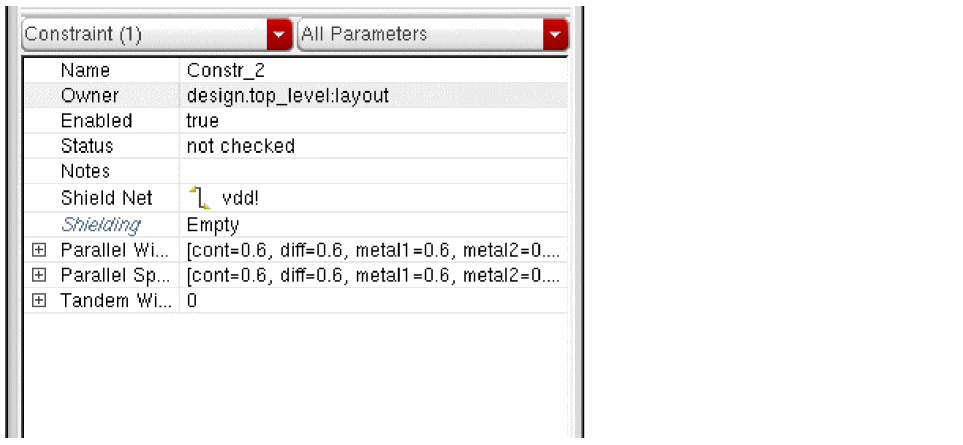 Constraint (1) All Parameters
Name Constr_2
Owner design.top_level:layout
Enabled true
Status not checked
Notes
Shield Net vdd!
Shielding Empty
Parallel Wi... [cont=0.6, diff=0.6, metal1=0.6, metal2=0....
Parallel Sp... [cont=0.6, diff=0.6, metal1=0.6, metal2=0....
Tandem Wi... 0